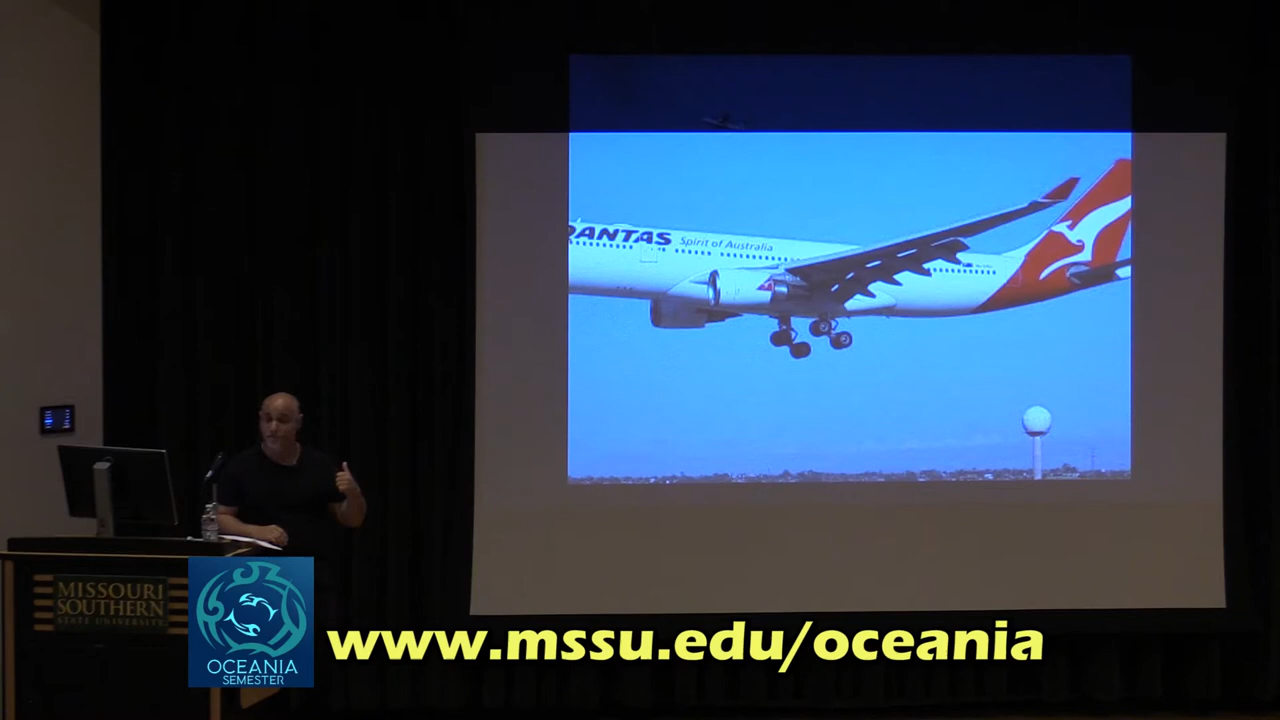 QANTAS Spirit of Australia
MISSOURI
SOUTHERN
STATE UNIVERSITY
OCEANIA
SEMESTER
www.mssu.edu/oceania